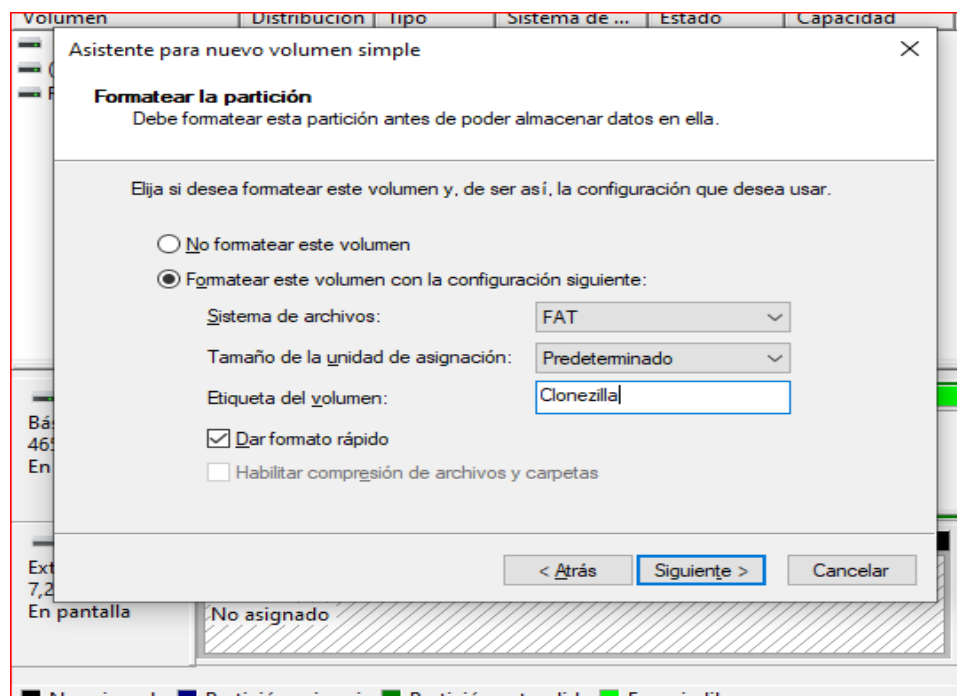 Volumen Distribución Tipo Sistema de ... Estado Capacidad
Asistente para nuevo volumen simple
Formatear la partición
Debe formatear esta partición antes de poder almacenar datos en ella.
Elija si desea formatear este volumen y, de ser así, la configuración que desea usar.
No formatear este volumen
Formatear este volumen con la configuración siguiente:
Sistema de archivos: FAT
Tamaño de la unidad de asignación: Predeterminado
Etiqueta del volumen: Clonezilla
Dar formato rápido
Habilitar compresión de archivos y carpetas
< Atrás Siguiente > Cancelar
En pantalla
No asignado